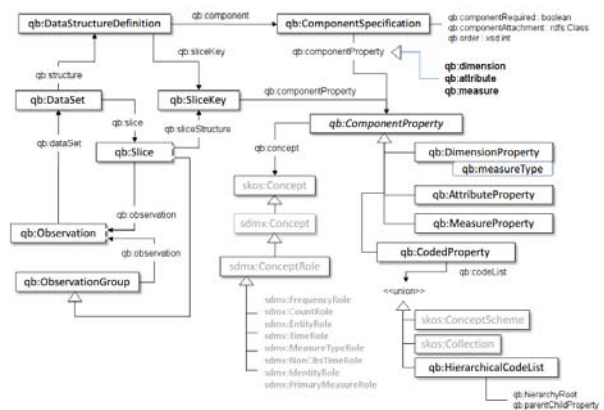 qb:DataStructureDefinition
qb:component
qb:ComponentSpecification
qb:componentRequired : boolean
qb:componentAttachment : rdfs:Class
qb:order : xsd:int
qb:sliceKey
qb:componentProperty
qb:dimension
qb:attribute
qb:measure
qb:structure
qb:DataSet
qb:SliceKey
qb:componentProperty
qb:slice
qb:sliceStructure
qb:ComponentProperty
qb:dataSet
qb:Slice
qb:concept
qb:DimensionProperty
qb:measureType
skos:Concept
qb:AttributeProperty
qb:observation
sdmx:Concept
qb:MeasureProperty
qb:Observation
qb:observation
qb:CodedProperty
sdmx:ConceptRole
qb:codeList
qb:ObservationGroup
<<union>>
sdmx:FrequencyRole
sdmx:CountRole
sdmx:EntityRole
sdmx:TimeRole
sdmx:MeasureTypeRole
sdmx:NonObsTimeRole
sdmx:IdentityRole
sdmx:PrimaryMeasureRole
skos:ConceptScheme
skos:Collection
qb:HierarchicalCodeList
qb:hierarchyRoot
qb:parentChildProperty